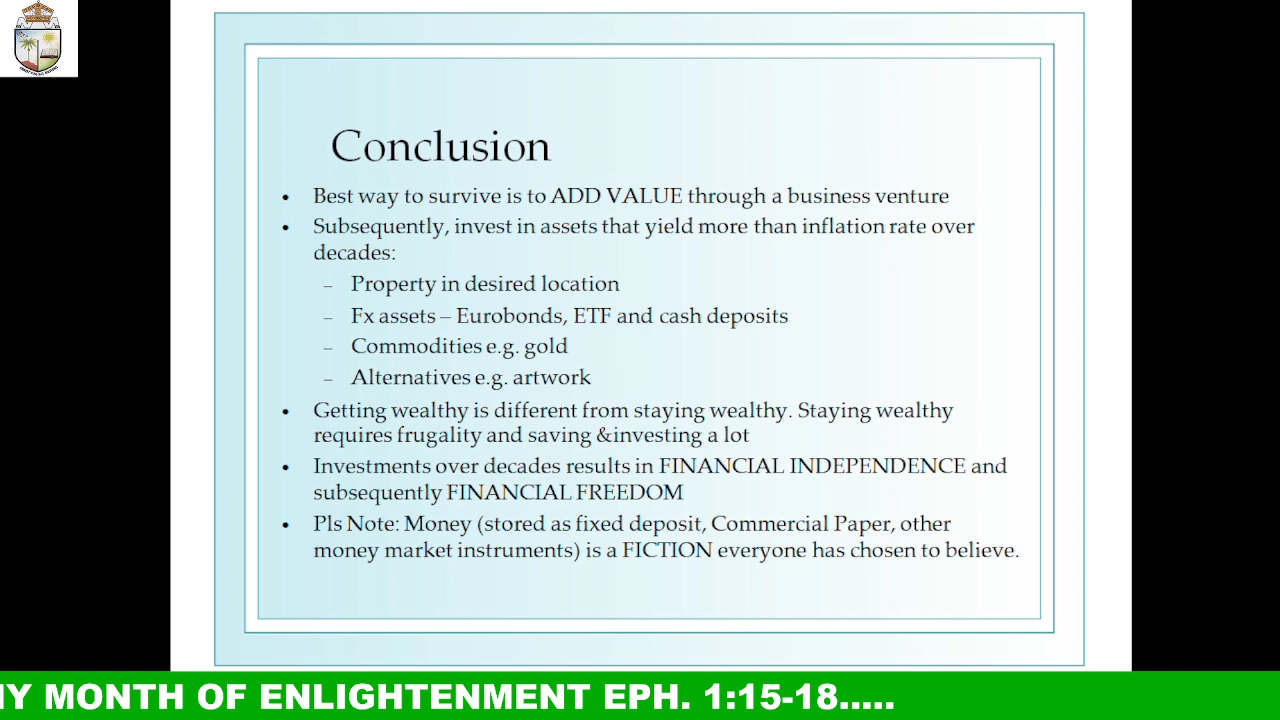 Conclusion
• Best way to survive is to ADD VALUE through a business venture
• Subsequently, invest in assets that yield more than inflation rate over
decades:
– Property in desired location
– Fx assets – Eurobonds, ETF and cash deposits
– Commodities e.g. gold
– Alternatives e.g. artwork
• Getting wealthy is different from staying wealthy. Staying wealthy
requires frugality and saving &investing a lot
• Investments over decades results in FINANCIAL INDEPENDENCE and
subsequently FINANCIAL FREEDOM
• Pls Note: Money (stored as fixed deposit, Commercial Paper, other
money market instruments) is a FICTION everyone has chosen to believe.
MONTH OF ENLIGHTENMENT EPH. 1:15-18.....